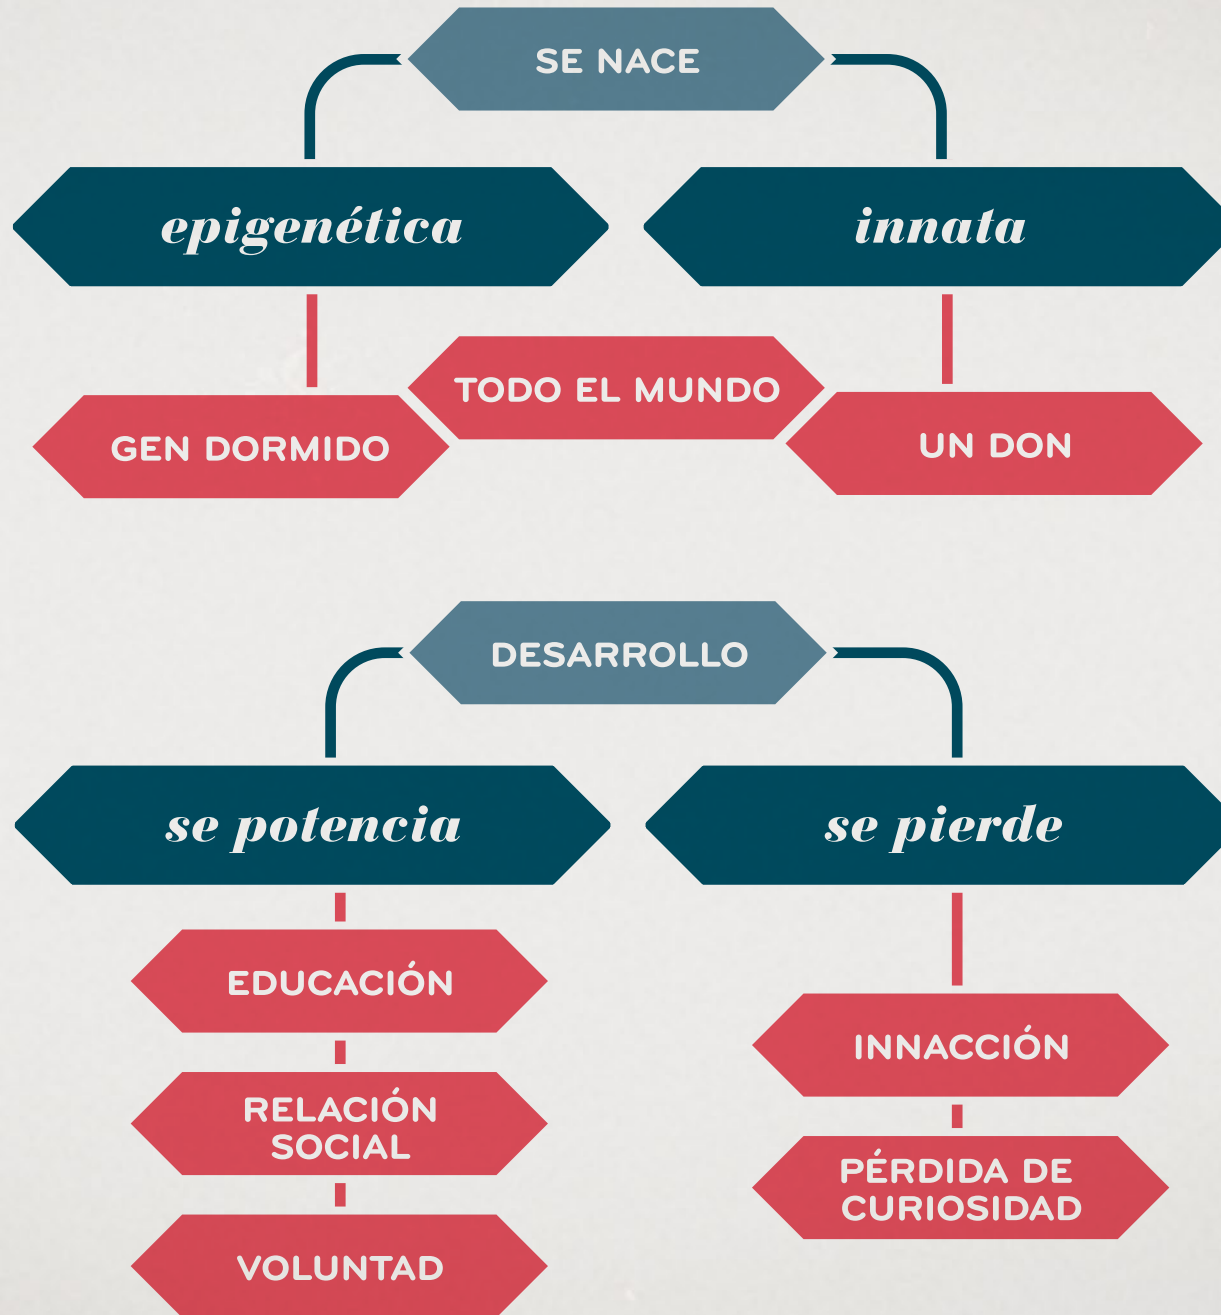 SE NACE
epigenética
innata
TODO EL MUNDO
GEN DORMIDO
UN DON
DESARROLLO
se potencia
se pierde
EDUCACIÓN
RELACIÓN
SOCIAL
VOLUNTAD
INNACCIÓN
PÉRDIDA DE
CURIOSIDAD